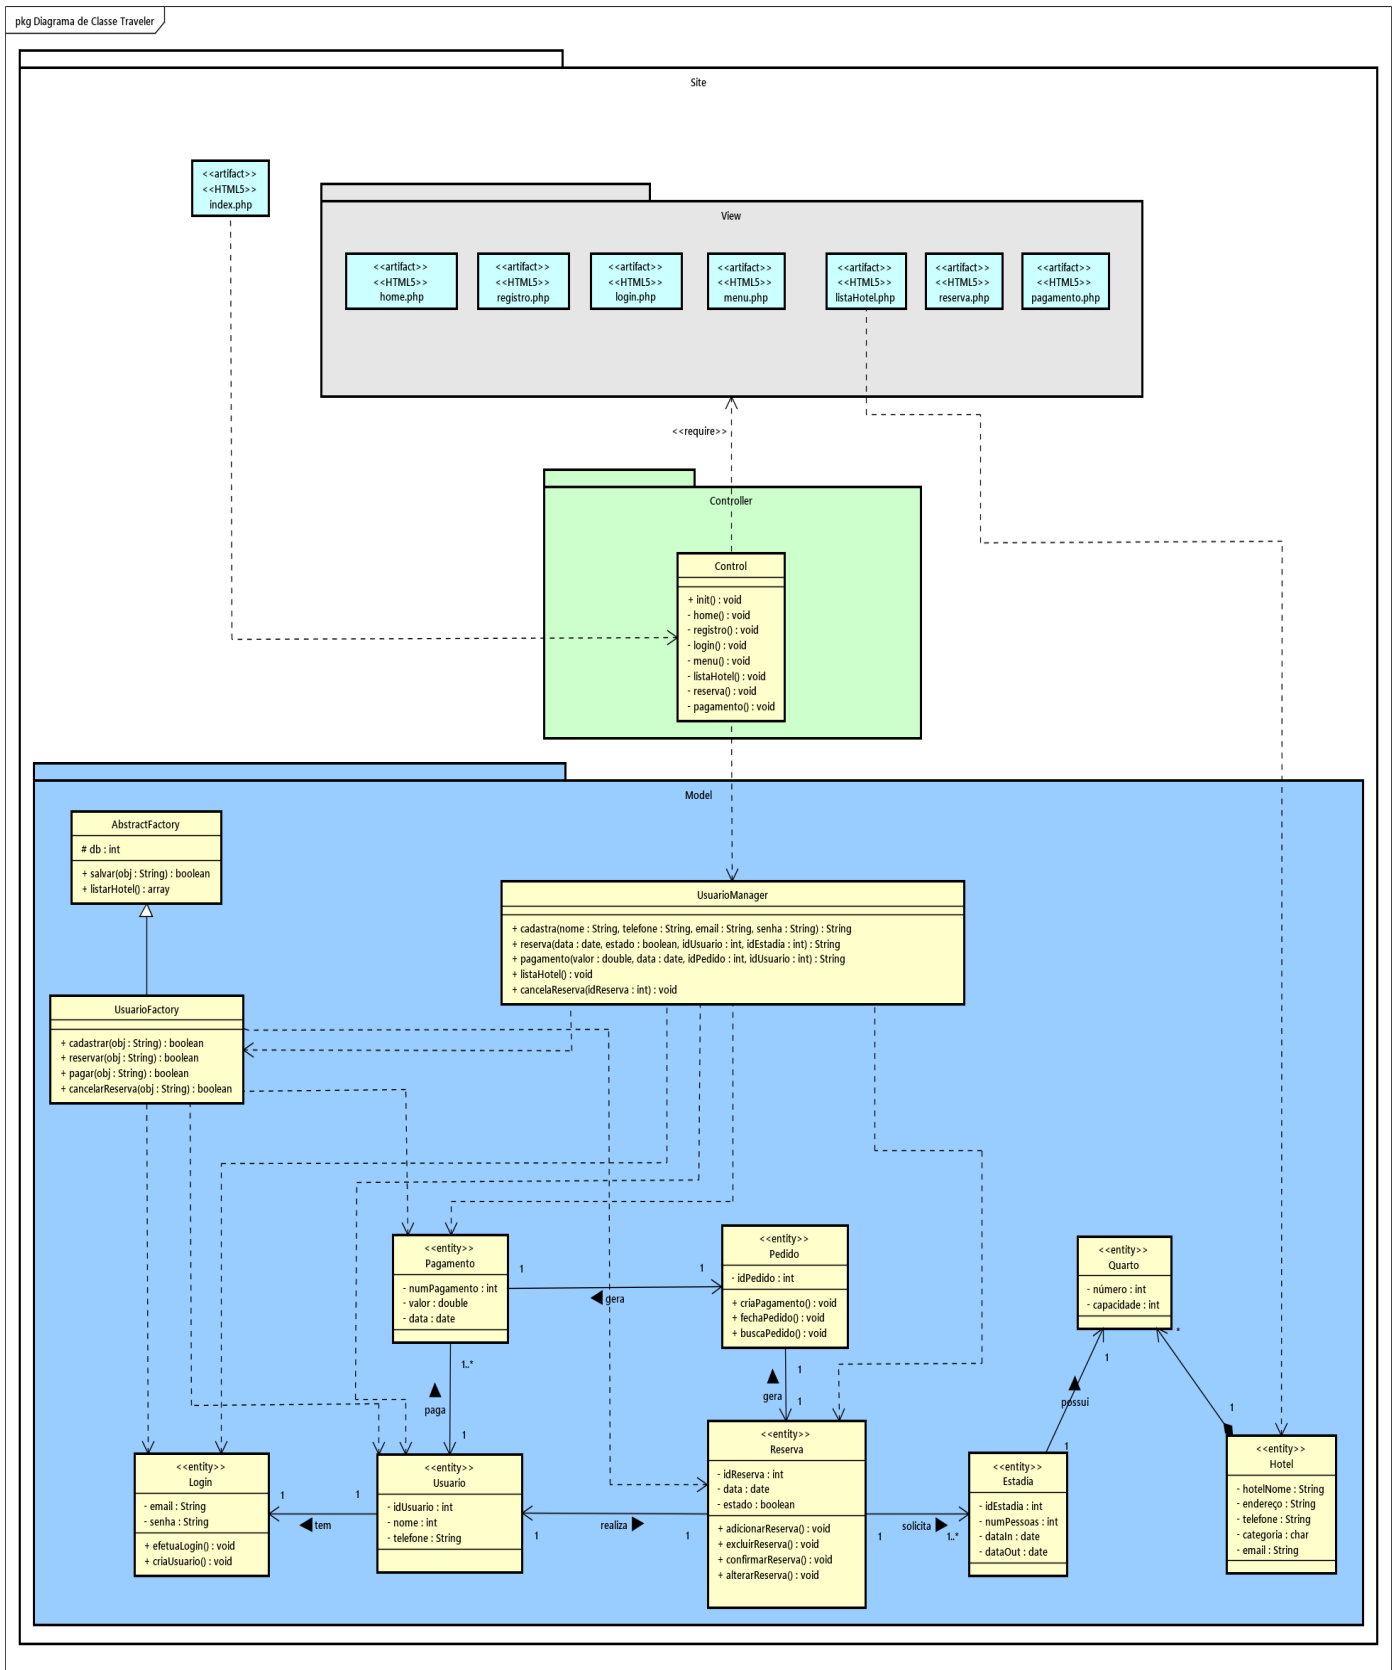 pkg Diagrama de Classe Traveler
Site
<<artifact>>
<<HTML5>>
index.php
View
<<artifact>>
<<HTML5>>
home.php
<<artifact>>
<<HTML5>>
registro.php
<<artifact>>
<<HTML5>>
login.php
<<artifact>>
<<HTML5>>
menu.php
<<artifact>>
<<HTML5>>
listaHotel.php
<<artifact>>
<<HTML5>>
reserva.php
<<artifact>>
<<HTML5>>
pagamento.php
<<require>>
Controller
Control
+ init() : void
- home() : void
- registro() : void
- login() : void
- menu() : void
- listaHotel() : void
- reserva() : void
- pagamento() : void
Model
AbstractFactory
# db : int
+ salvar(obj : String) : boolean
+ listarHotel() : array
UsuarioManager
+ cadastra(nome : String, telefone : String, email : String, senha : String) : String
+ reserva(data : date, estado : boolean, idUsuario : int, idEstadia : int) : String
+ pagamento(valor : double, data : date, idPedido : int, idUsuario : int) : String
+ listaHotel() : void
+ cancelaReserva(idReserva : int) : void
UsuarioFactory
+ cadastrar(obj : String) : boolean
+ reservar(obj : String) : boolean
+ pagar(obj : String) : boolean
+ cancelarReserva(obj : String) : boolean
<<entity>>
Pagamento
- numPagamento : int
- valor : double
- data : date
1
1
gera
<<entity>>
Pedido
- idPedido : int
+ criaPagamento() : void
+ fechaPedido() : void
+ buscaPedido() : void
<<entity>>
Quarto
- número : int
- capacidade : int
1..*
paga
1
1
gera
1
1
possui
1
*
1
<<entity>>
Login
- email : String
- senha : String
+ efetuaLogin() : void
+ criaUsuario() : void
1
1
tem
<<entity>>
Usuario
- idUsuario : int
- nome : int
- telefone : String
1
realiza
1
<<entity>>
Reserva
- idReserva : int
- data : date
- estado : boolean
+ adicionarReserva() : void
+ excluirReserva() : void
+ confirmarReserva() : void
+ alterarReserva() : void
1
solicita
1..*
<<entity>>
Estadia
- idEstadia : int
- numPessoas : int
- dataIn : date
- dataOut : date
<<entity>>
Hotel
- hotelNome : String
- endereço : String
- telefone : String
- categoria : char
- email : String